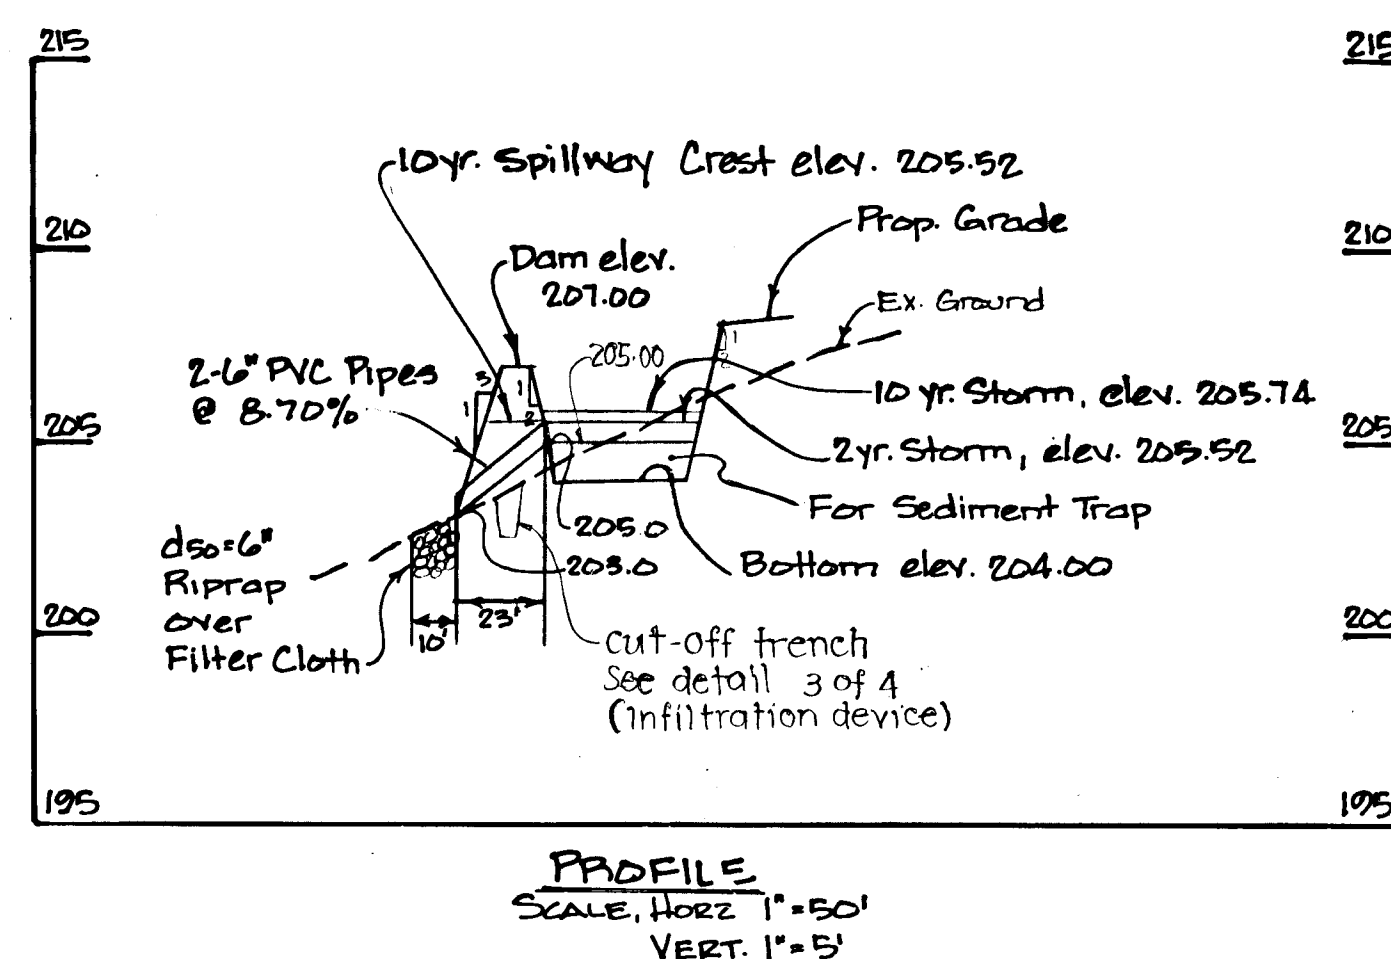 215
215
10yr. Spillway Crest elev. 205.52
210
Prop. Grade
210
Dam elev.
207.00
Ex. Ground
205.00
1
2
2-6" PVC Pipes
@ 8.70%
3
1
1
2
10 yr. Storm, elev. 205.74
205
205
2yr. Storm, elev. 205.52
For Sediment Trap
205.0
203.0
Bottom elev. 204.00
d50=6"
Riprap
over
Filter Cloth
200
200
10'
23'
cut-off trench
See detail 3 of 4
(infiltration device)
195
195
PROFILE
SCALE, HORZ 1"=50'
VERT. 1"=5'